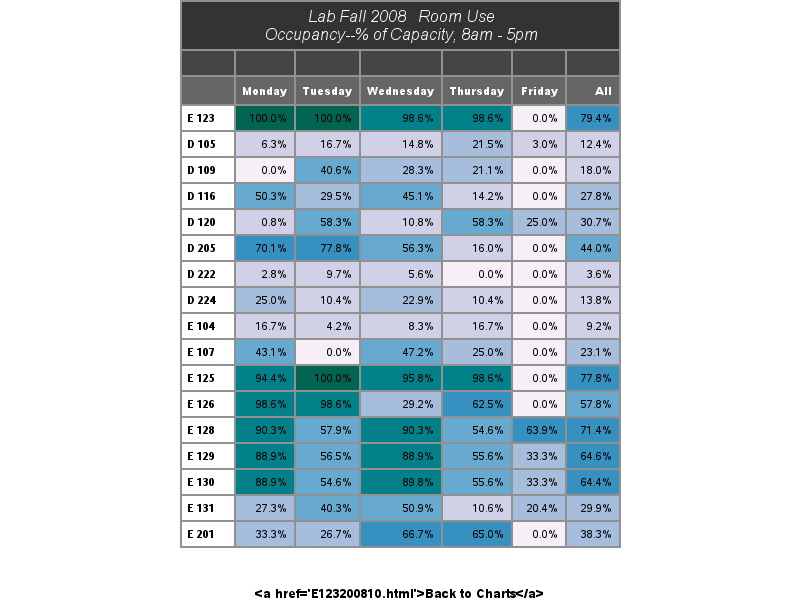 Lab Fall 2008 Room Use
Occupancy--% of Capacity, 8am - 5pm
Monday Tuesday Wednesday Thursday Friday All
E 123 100.0% 100.0% 98.6% 98.6% 0.0% 79.4%
D 105 6.3% 16.7% 14.8% 21.5% 3.0% 12.4%
D 109 0.0% 40.6% 28.3% 21.1% 0.0% 18.0%
D 116 50.3% 29.5% 45.1% 14.2% 0.0% 27.8%
D 120 0.8% 58.3% 10.8% 58.3% 25.0% 30.7%
D 205 70.1% 77.8% 56.3% 16.0% 0.0% 44.0%
D 222 2.8% 9.7% 5.6% 0.0% 0.0% 3.6%
D 224 25.0% 10.4% 22.9% 10.4% 0.0% 13.8%
E 104 16.7% 4.2% 8.3% 16.7% 0.0% 9.2%
E 107 43.1% 0.0% 47.2% 25.0% 0.0% 23.1%
E 125 94.4% 100.0% 95.8% 98.6% 0.0% 77.8%
E 126 98.6% 98.6% 29.2% 62.5% 0.0% 57.8%
E 128 90.3% 57.9% 90.3% 54.6% 63.9% 71.4%
E 129 88.9% 56.5% 88.9% 55.6% 33.3% 64.6%
E 130 88.9% 54.6% 89.8% 55.6% 33.3% 64.4%
E 131 27.3% 40.3% 50.9% 10.6% 20.4% 29.9%
E 201 33.3% 26.7% 66.7% 65.0% 0.0% 38.3%
&lt;a href='E123200810.html'&gt;Back to Charts&lt;/a&gt;